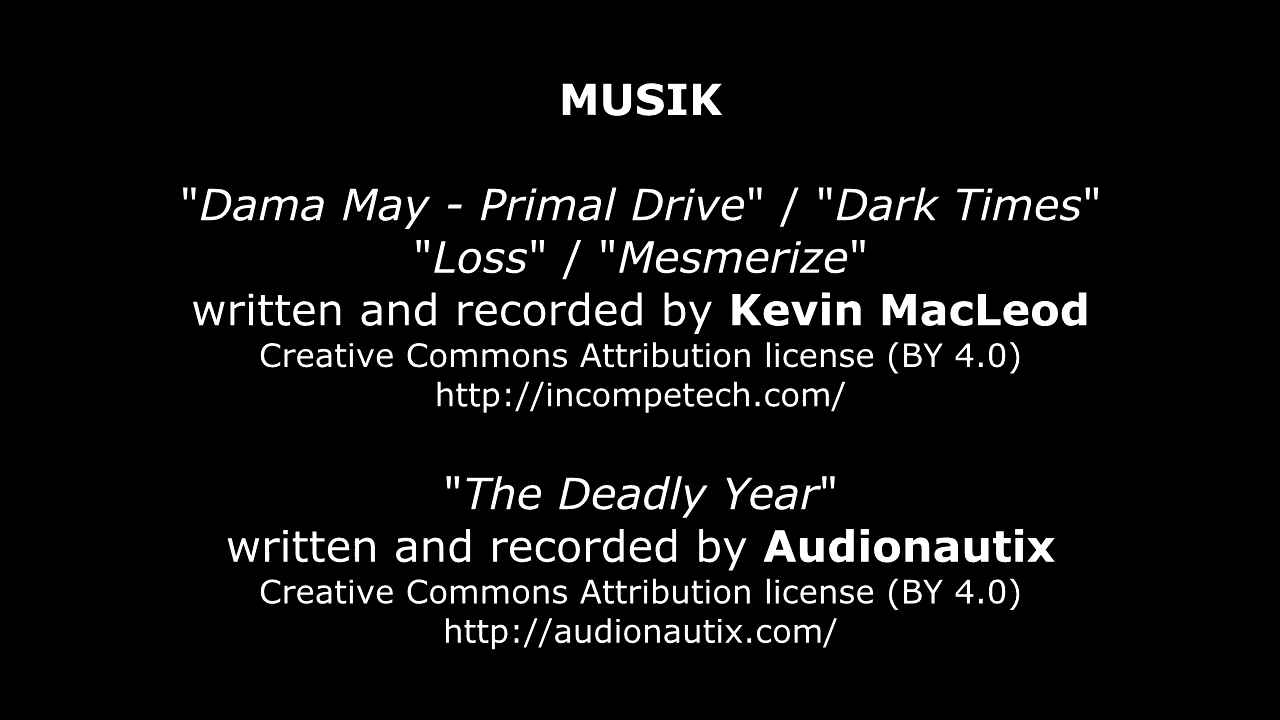 MUSIK
"Dama May - Primal Drive" / "Dark Times"
"Loss" / "Mesmerize"
written and recorded by Kevin MacLeod
Creative Commons Attribution license (BY 4.0)
http://incompetech.com/
"The Deadly Year"
written and recorded by Audionautix
Creative Commons Attribution license (BY 4.0)
http://audionautix.com/